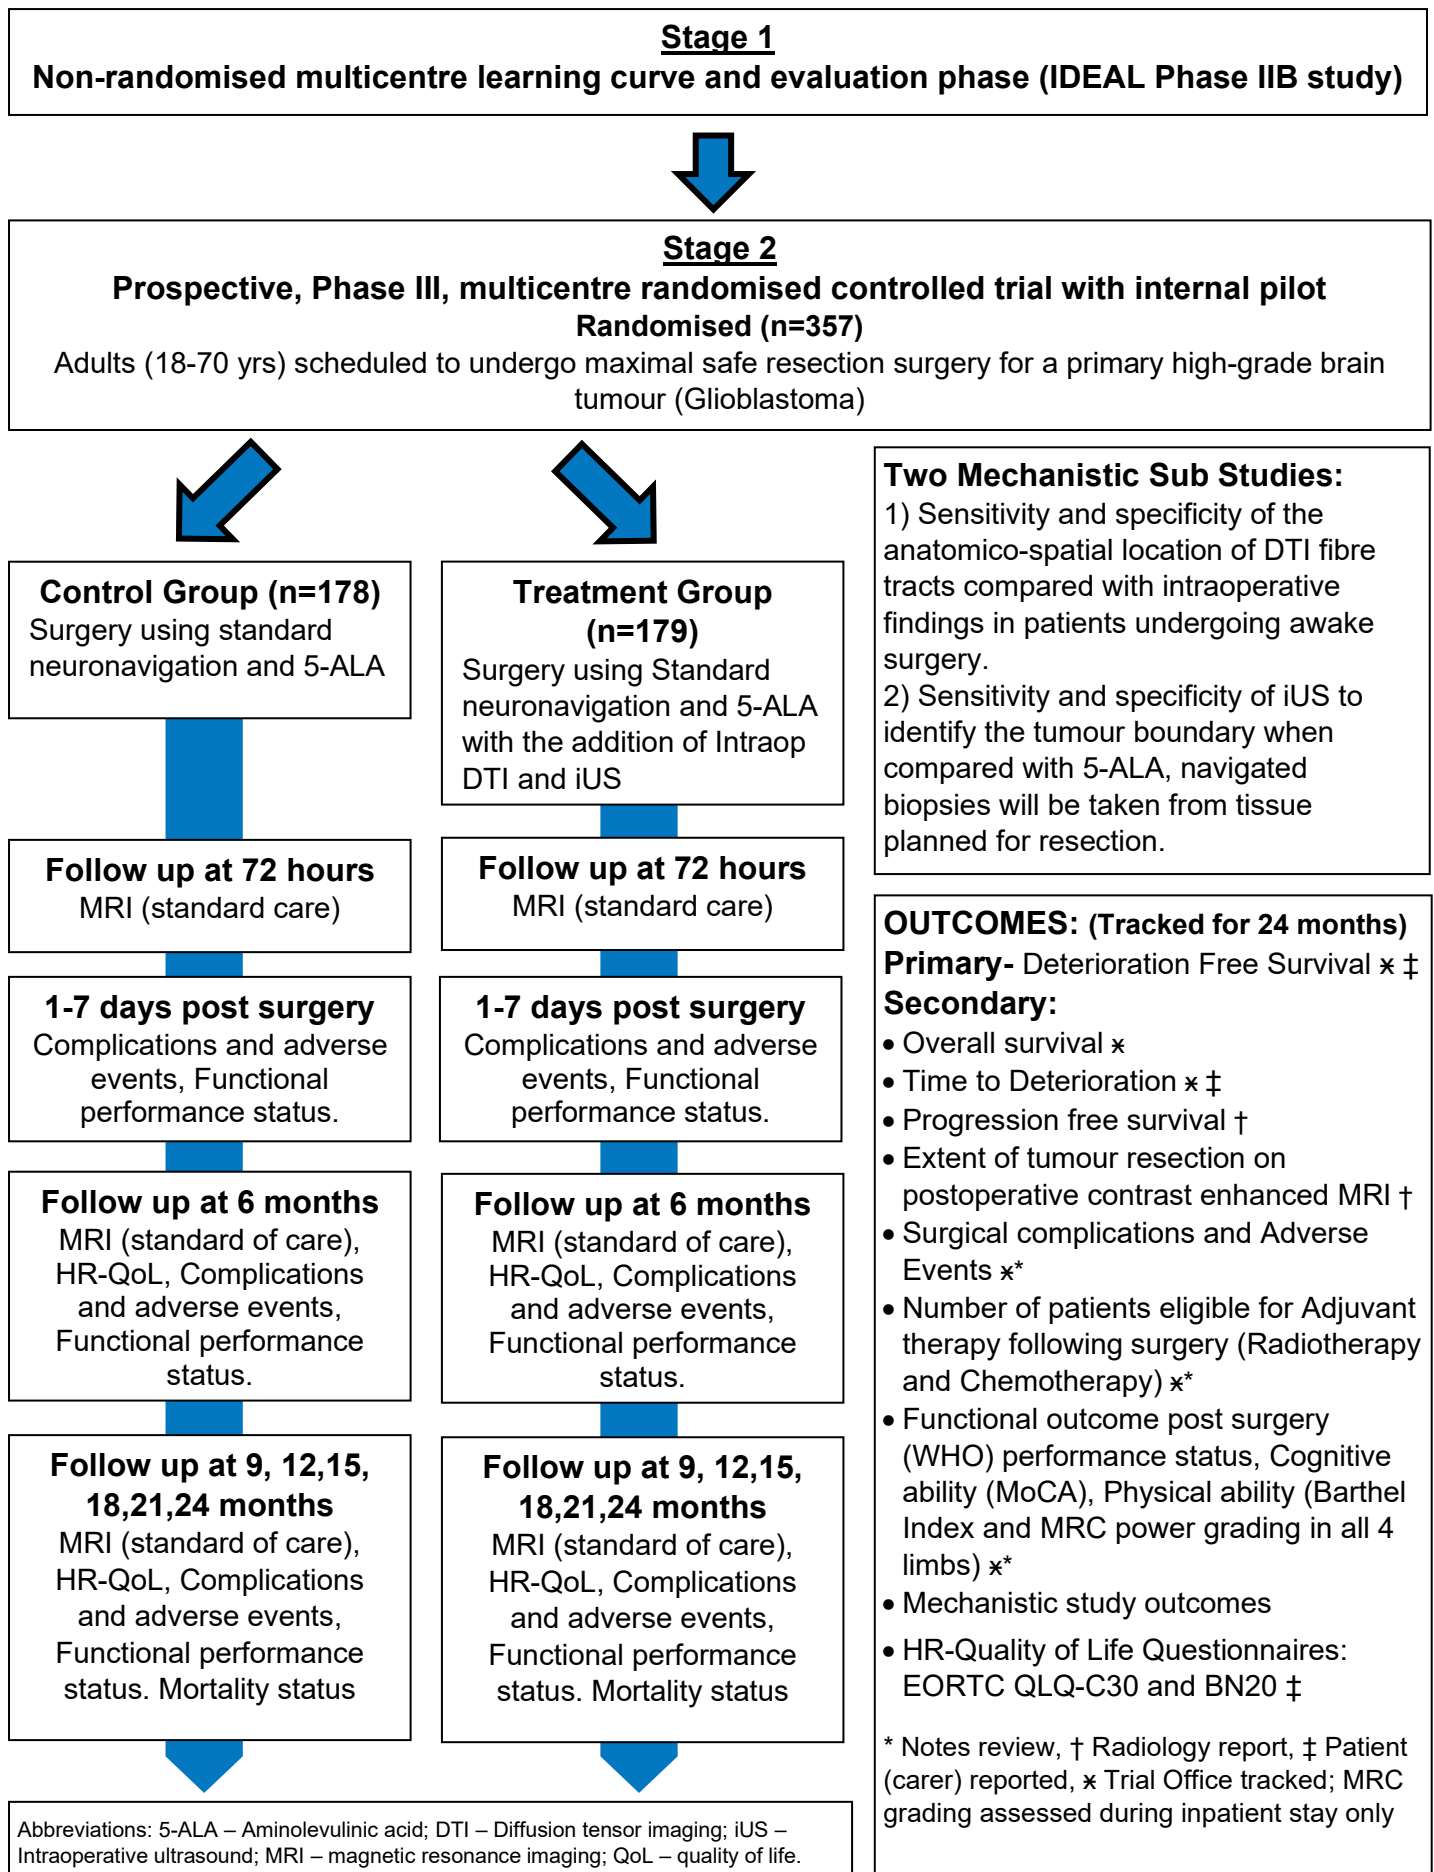 Stage 1
Non-randomised multicentre learning curve and evaluation phase (IDEAL Phase IIB study)
Stage 2
Prospective, Phase III, multicentre randomised controlled trial with internal pilot
Randomised (n=357)
Adults (18-70 yrs) scheduled to undergo maximal safe resection surgery for a primary high-grade brain
tumour (Glioblastoma)
Control Group (n=178)
Surgery using standard
neuronavigation and 5-ALA
Follow up at 72 hours
MRI (standard care)
1-7 days post surgery
Complications and adverse
events, Functional
performance status.
Follow up at 6 months
MRI (standard of care),
HR-QoL, Complications
and adverse events,
Functional performance
status.
Follow up at 9, 12,15,
18,21,24 months
MRI (standard of care),
HR-QoL, Complications
and adverse events,
Functional performance
status. Mortality status
Treatment Group
(n=179)
Surgery using Standard
neuronavigation and 5-ALA
with the addition of Intraop
DTI and iUS
Follow up at 72 hours
MRI (standard care)
1-7 days post surgery
Complications and adverse
events, Functional
performance status.
Follow up at 6 months
MRI (standard of care),
HR-QoL, Complications
and adverse events,
Functional performance
status.
Follow up at 9, 12,15,
18,21,24 months
MRI (standard of care),
HR-QoL, Complications
and adverse events,
Functional performance
status. Mortality status
Two Mechanistic Sub Studies:
1) Sensitivity and specificity of the
anatomico-spatial location of DTI fibre
tracts compared with intraoperative
findings in patients undergoing awake
surgery.
2) Sensitivity and specificity of iUS to
identify the tumour boundary when
compared with 5-ALA, navigated
biopsies will be taken from tissue
planned for resection.
OUTCOMES: (Tracked for 24 months)
Primary- Deterioration Free Survival ӿ ‡
Secondary:
• Overall survival ӿ
• Time to Deterioration ӿ ‡
• Progression free survival †
• Extent of tumour resection on
postoperative contrast enhanced MRI †
• Surgical complications and Adverse
Events ӿ*
• Number of patients eligible for Adjuvant
therapy following surgery (Radiotherapy
and Chemotherapy) ӿ*
• Functional outcome post surgery
(WHO) performance status, Cognitive
ability (MoCA), Physical ability (Barthel
Index and MRC power grading in all 4
limbs) ӿ*
• Mechanistic study outcomes
• HR-Quality of Life Questionnaires:
EORTC QLQ-C30 and BN20 ‡
* Notes review, † Radiology report, ‡ Patient
(carer) reported, ӿ Trial Office tracked; MRC
grading assessed during inpatient stay only
Abbreviations: 5-ALA – Aminolevulinic acid; DTI – Diffusion tensor imaging; iUS –
Intraoperative ultrasound; MRI – magnetic resonance imaging; QoL – quality of life.